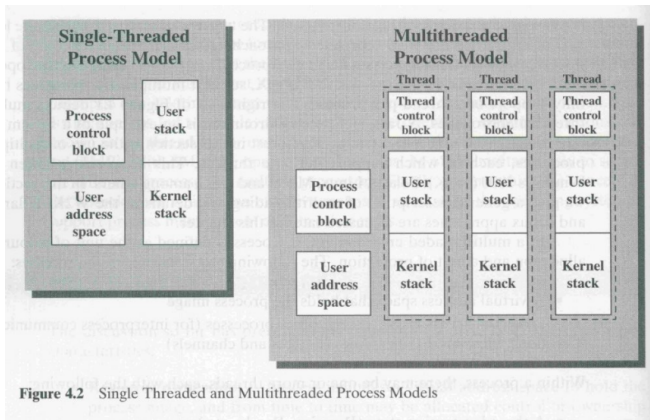 Single-Threaded
Process Model
Process
control
block
User
stack
User
address
space
Kernel
stack
Multithreaded
Process Model
Thread
Thread
Thread
Thread
control
block
Thread
control
block
Thread
control
block
Process
control
block
User
stack
User
stack
User
stack
User
address
space
Kernel
stack
Kernel
stack
Kernel
stack
Figure 4.2 Single Threaded and Multithreaded Process Models